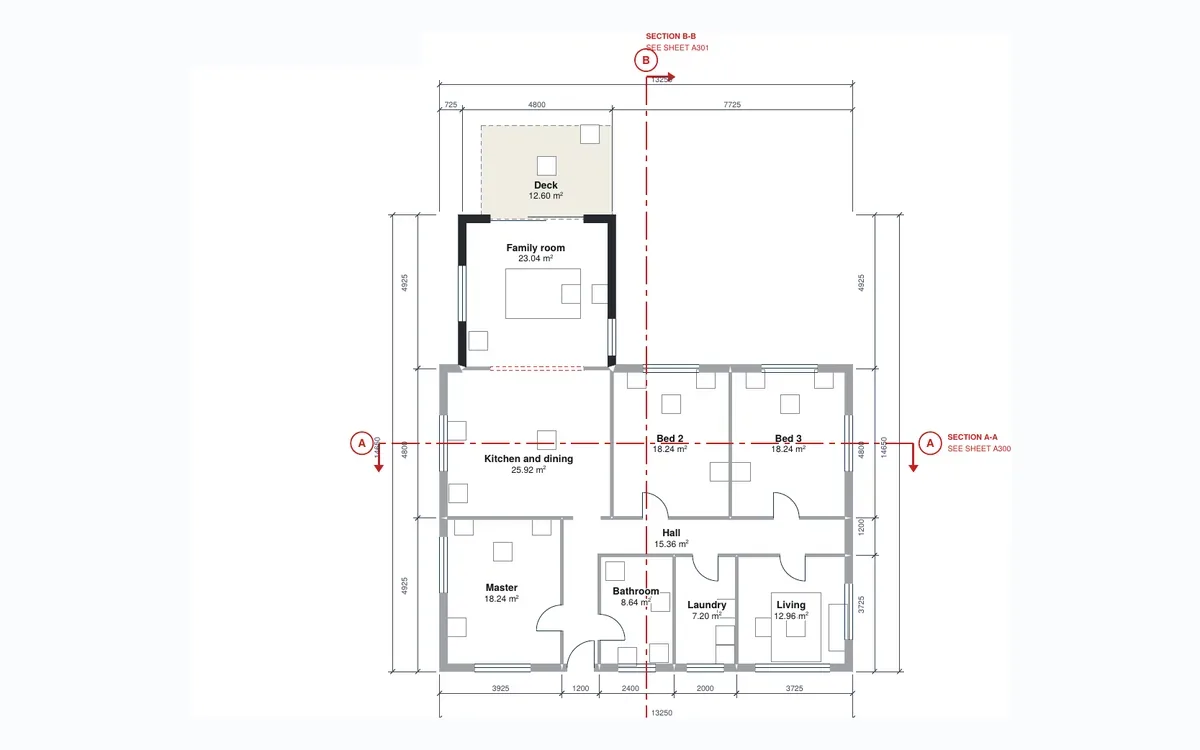 SECTION B-B
SEE SHEET A301
B
13250
725
4800
7725
Deck
12.60 m²
Family room
23.04 m²
4925
4925
A
14650
4800
Kitchen and dining
25.92 m²
Bed 2
18.24 m²
Bed 3
18.24 m²
4800
14650
A
SECTION A-A
SEE SHEET A300
Hall
15.36 m²
1200
4925
Master
18.24 m²
Bathroom
8.64 m²
Laundry
7.20 m²
Living
12.96 m²
3725
3925
1200
2400
2000
3725
13250